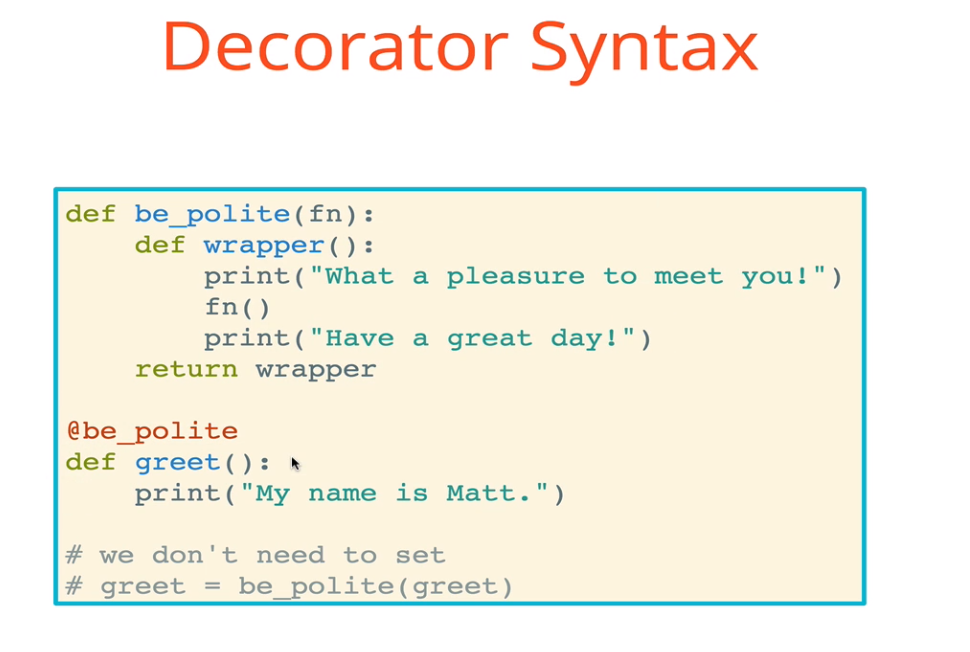 Decorator Syntax
def be_polite(fn):
    def wrapper():
        print("What a pleasure to meet you!")
        fn()
        print("Have a great day!")
    return wrapper
@be_polite
def greet():
    print("My name is Matt.")
# we don't need to set
# greet = be_polite(greet)